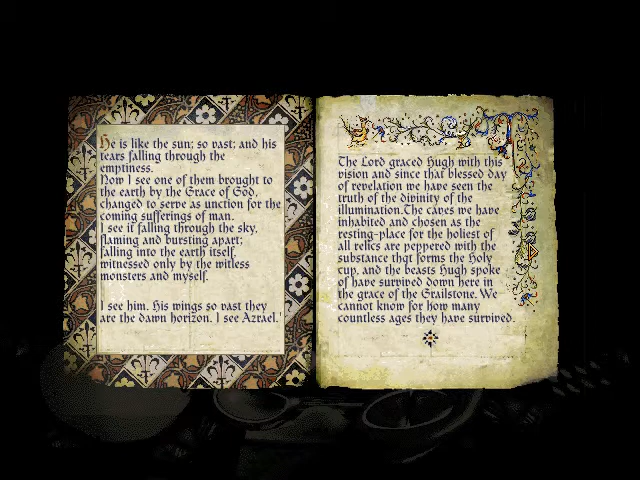 He is like the sun; so vast; and his
tears falling through the
emptiness.
Now I see one of them brought to
the earth by the Grace of God,
changed to serve as unction for the
coming sufferings of man.
I see it falling through the sky,
flaming and bursting apart;
falling into the earth itself,
witnessed only by the witless
monsters and myself.
I see him. His wings so vast they
are the dawn horizon. I see Azrael.
The Lord graced Hugh with this
vision and since that blessed day
of revelation we have seen the
truth of the divinity of the
illumination.The caves we have
inhabited and chosen as the
resting-place for the holiest of
all relics are peppered with the
substance that forms the Holy
cup, and the beasts Hugh spoke
of have survived down here in
the grace of the Grailstone. We
cannot know for how many
countless ages they have survived.